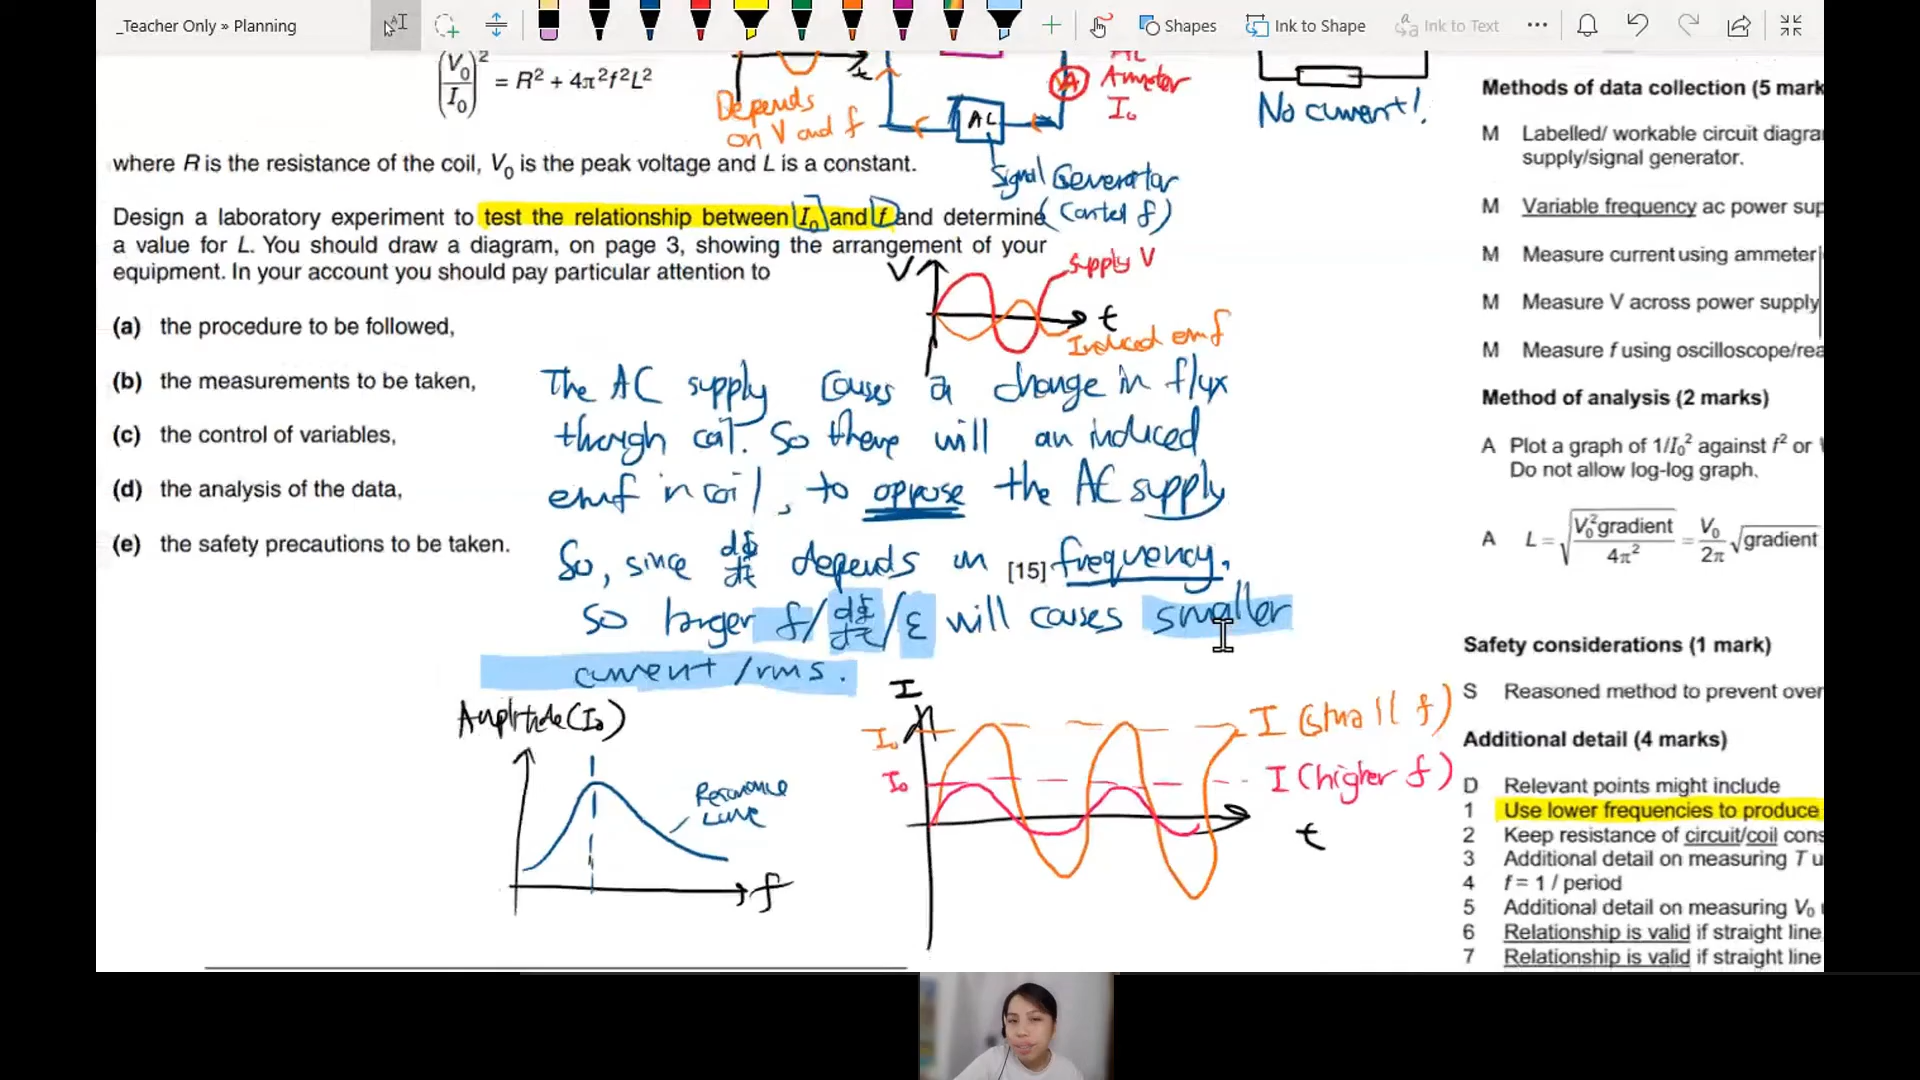 _Teacher Only » Planning
Shapes
Ink to Shape
Ink to Text
(V₀/I₀)² = R² + 4π²f²L²
Depends
on V and f
t
AC
A
Ammeter
I₀
No current!
Signal Generator
(Control f)
where R is the resistance of the coil, V₀ is the peak voltage and L is a constant.
Design a laboratory experiment to test the relationship between I₀ and f and determine
a value for L. You should draw a diagram, on page 3, showing the arrangement of your
equipment. In your account you should pay particular attention to
(a) the procedure to be followed,
(b) the measurements to be taken,
(c) the control of variables,
(d) the analysis of the data,
(e) the safety precautions to be taken.
[15]
V
Supply V
t
Induced emf
The AC supply causes a change in flux
though coil. So there will an induced
emf in coil, to oppose the AC supply
So, since dΦ/dt depends on frequency.
so larger f/dΦ/dt/ε will causes smaller
current/rms.
Amplitude(I₀)
Resonance
curve
f
I
I₀
I₀
I (small f)
I (higher f)
t
Methods of data collection (5 mark
M Labelled/ workable circuit diagra
supply/signal generator.
M Variable frequency ac power sup
M Measure current using ammeter
M Measure V across power supply
M Measure f using oscilloscope/rea
Method of analysis (2 marks)
A Plot a graph of 1/I₀² against f² or
Do not allow log-log graph.
A L = √(V₀²gradient/4π²) = V₀/2π √gradient
Safety considerations (1 mark)
S Reasoned method to prevent over
Additional detail (4 marks)
D Relevant points might include
1 Use lower frequencies to produce
2 Keep resistance of circuit/coil cons
3 Additional detail on measuring T u
4 f = 1 / period
5 Additional detail on measuring V₀
6 Relationship is valid if straight line
7 Relationship is valid if straight line